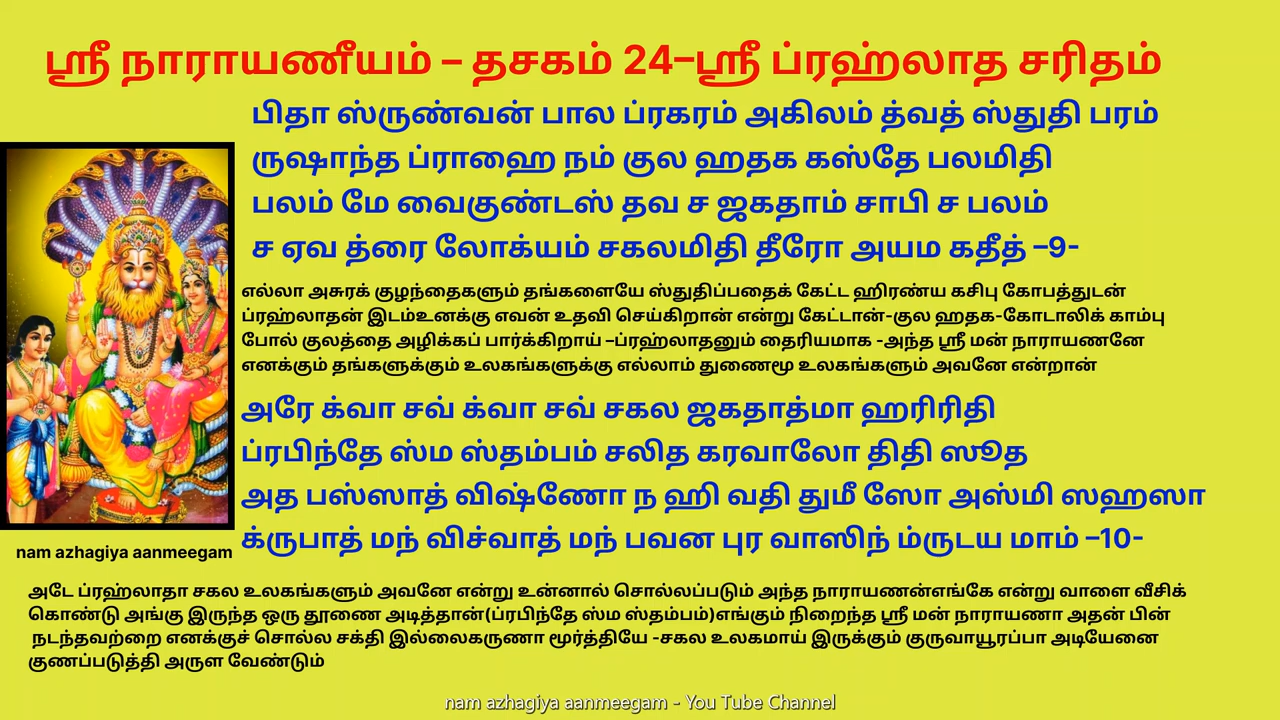 ஸ்ரீ நாராயணீயம் – தசகம் 24–ஸ்ரீ ப்ரஹ்லாத சரிதம்
பிதா ஸ்ருண்வன் பால ப்ரகரம் அகிலம் த்வத் ஸ்துதி பரம்
ருஷாந்த ப்ராஹை நம் குல ஹதக கஸ்தே பலமிதி
பலம் மே வைகுண்டஸ் தவ ச ஜகதாம் சாபி ச பலம்
ச ஏவ த்ரை லோக்யம் சகலமிதி தீரோ அயம கதீத் –9-
எல்லா அசுரக் குழந்தைகளும் தங்களையே ஸ்துதிப்பதைக் கேட்ட ஹிரண்ய கசிபு கோபத்துடன்
ப்ரஹ்லாதன் இடம்உனக்கு எவன் உதவி செய்கிறான் என்று கேட்டான்-குல ஹதக-கோடாலிக் காம்பு
போல் குலத்தை அழிக்கப் பார்க்கிறாய் –ப்ரஹ்லாதனும் தைரியமாக -அந்த ஸ்ரீ மன் நாராயணனே
எனக்கும் தங்களுக்கும் உலகங்களுக்கு எல்லாம் துணைமூ உலகங்களும் அவனே என்றான்
அரே க்வா சவ் க்வா சவ் சகல ஜகதாத்மா ஹரிரிதி
ப்ரபிந்தே ஸ்ம ஸ்தம்பம் சலித கரவாலோ திதி ஸூத
அத பஸ்ஸாத் விஷ்ணோ ந ஹி வதி துமீ ஸோ அஸ்மி ஸஹஸா
க்ருபாத் மந் விச்வாத் மந் பவன புர வாஸிந் ம்ருடய மாம் –10-
nam azhagiya aanmeegam
அடே ப்ரஹ்லாதா சகல உலகங்களும் அவனே என்று உன்னால் சொல்லப்படும் அந்த நாராயணன்எங்கே என்று வாளை வீசிக்
கொண்டு அங்கு இருந்த ஒரு தூணை அடித்தான்(ப்ரபிந்தே ஸ்ம ஸ்தம்பம்)எங்கும் நிறைந்த ஸ்ரீ மன் நாராயணா அதன் பின்
நடந்தவற்றை எனக்குச் சொல்ல சக்தி இல்லைகருணா மூர்த்தியே -சகல உலகமாய் இருக்கும் குருவாயூரப்பா அடியேனை
குணப்படுத்தி அருள வேண்டும்
nam azhagiya aanmeegam - You Tube Channel